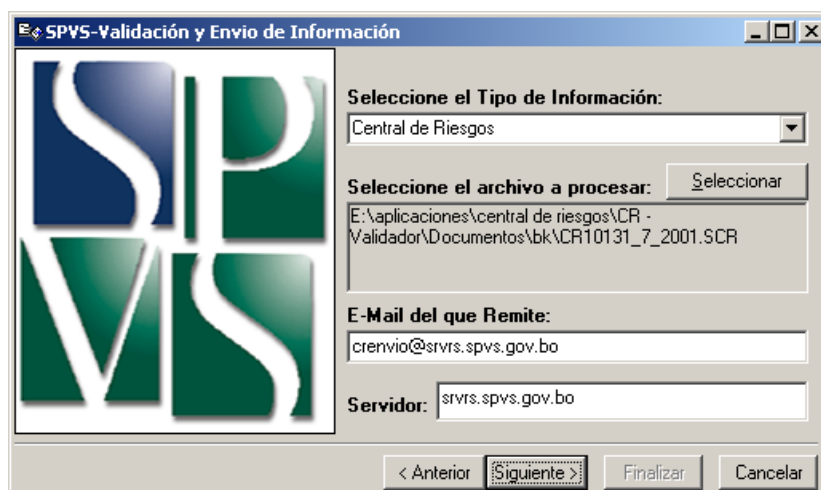 SPVS-Validación y Envio de Información
SP
VS
Seleccione el Tipo de Información:
Central de Riesgos
Seleccione el archivo a procesar:
Seleccionar
E:\aplicaciones\central de riesgos\CR -
Validador\Documentos\bk\CR10131_7_2001.SCR
E-Mail del que Remite:
crenvio@srvrs.spvs.gov.bo
Servidor:
srvrs.spvs.gov.bo
< Anterior
Siguiente >
Finalizar
Cancelar